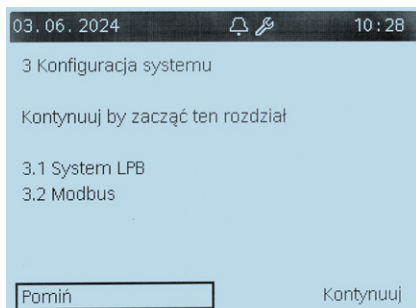 03.06.2024 10:28
3 Konfiguracja systemu
Kontynuuj by zacząć ten rozdział
3.1 System LPB
3.2 Modbus
Pomiń Kontynuuj